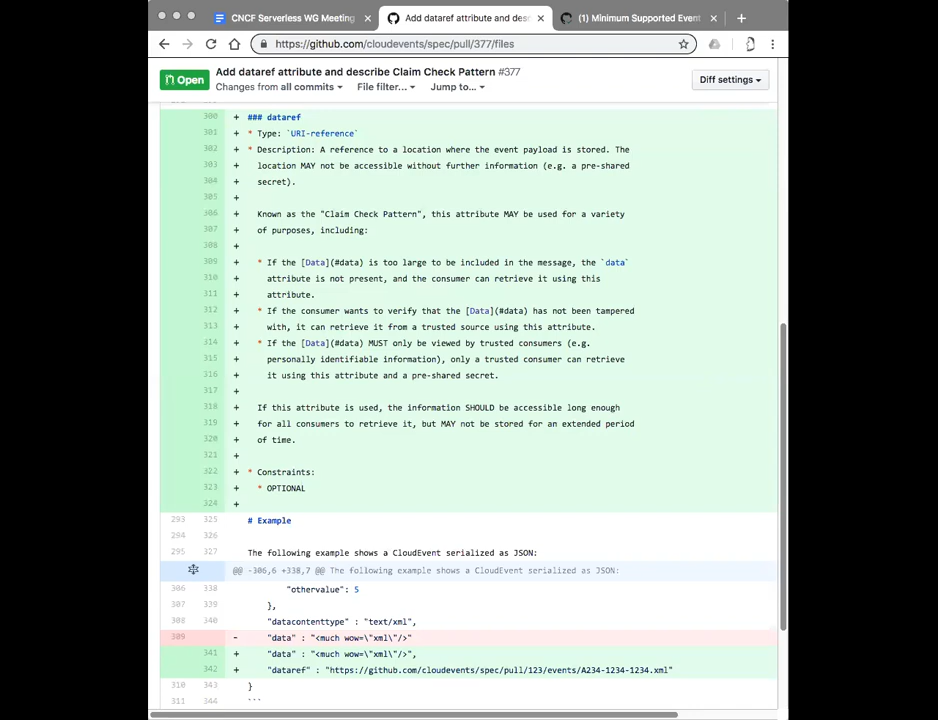 CNCF Serverless WG Meeting
Add dataref attribute and des
(1) Minimum Supported Event
https://github.com/cloudevents/spec/pull/377/files
Open
Add dataref attribute and describe Claim Check Pattern #377
Changes from all commits
File filter...
Jump to...
Diff settings
300 + ### dataref
301 + * Type: `URI-reference`
302 + * Description: A reference to a location where the event payload is stored. The
303 + location MAY not be accessible without further information (e.g. a pre-shared
304 + secret).
305 +
306 + Known as the "Claim Check Pattern", this attribute MAY be used for a variety
307 + of purposes, including:
308 +
309 + * If the [Data](#data) is too large to be included in the message, the `data`
310 + attribute is not present, and the consumer can retrieve it using this
311 + attribute.
312 + * If the consumer wants to verify that the [Data](#data) has not been tampered
313 + with, it can retrieve it from a trusted source using this attribute.
314 + * If the [Data](#data) MUST only be viewed by trusted consumers (e.g.
315 + personally identifiable information), only a trusted consumer can retrieve
316 + it using this attribute and a pre-shared secret.
317 +
318 + If this attribute is used, the information SHOULD be accessible long enough
319 + for all consumers to retrieve it, but MAY not be stored for an extended period
320 + of time.
321 +
322 + * Constraints:
323 + * OPTIONAL
324 +
293 325 # Example
294 326
295 327 The following example shows a CloudEvent serialized as JSON:
@@ -306,6 +338,7 @@ The following example shows a CloudEvent serialized as JSON:
306 338 "othervalue": 5
307 339 },
308 340 "datacontenttype" : "text/xml",
309 - "data" : "<much wow=\"xml\"/>"
341 + "data" : "<much wow=\"xml\"/>",
342 + "dataref" : "https://github.com/cloudevents/spec/pull/123/events/A234-1234-1234.xml"
310 343 }
311 344 ```